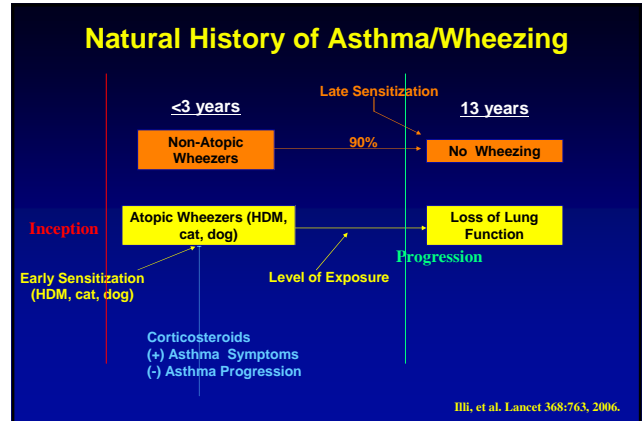 Natural History of Asthma/Wheezing
Late Sensitization
<3 years
13 years
Non-Atopic
Wheezers
90%
No Wheezing
Inception
Atopic Wheezers (HDM,
cat, dog)
Loss of Lung
Function
Progression
Early Sensitization
(HDM, cat, dog)
Level of Exposure
Corticosteroids
(+) Asthma Symptoms
(-) Asthma Progression
Illi, et al. Lancet 368:763, 2006.